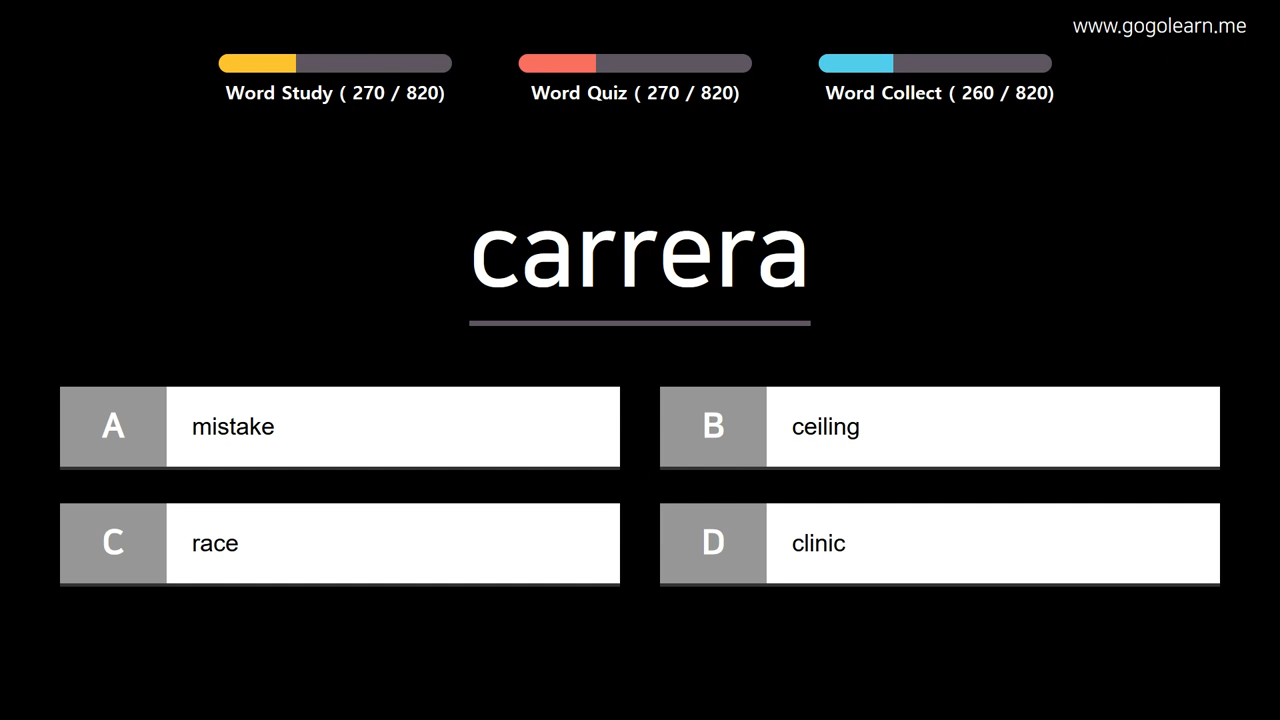 www.gogolearn.me
Word Study ( 270 / 820)
Word Quiz ( 270 / 820)
Word Collect ( 260 / 820)
carrera
A mistake
B ceiling
C race
D clinic